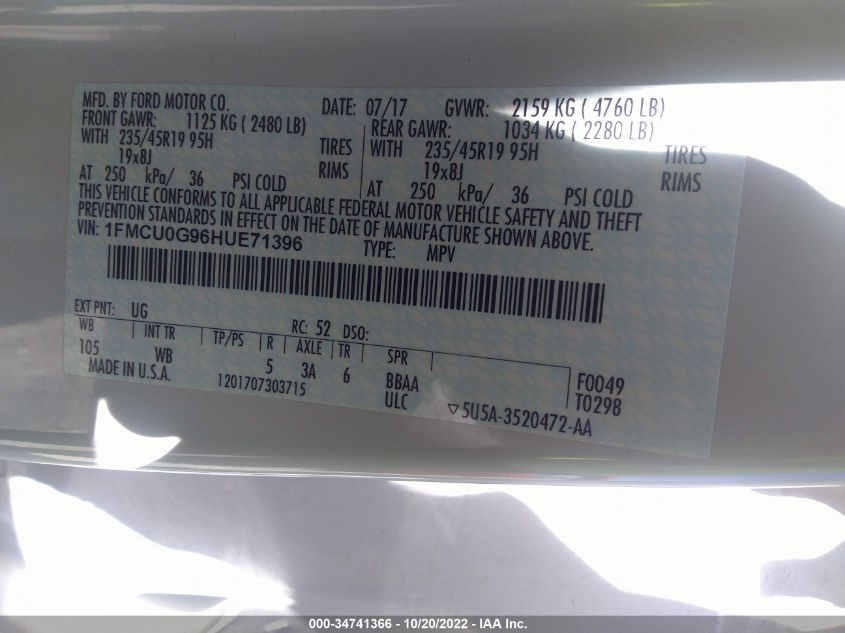 MFD. BY FORD MOTOR CO. DATE: 07/17 GVWR: 2159 KG ( 4760 LB)
FRONT GAWR: 1125 KG ( 2480 LB) REAR GAWR: 1034 KG ( 2280 LB)
WITH 235/45R19 95H TIRES WITH 235/45R19 95H TIRES
19x8J RIMS 19x8J RIMS
AT 250 kPa/ 36 PSI COLD AT 250 kPa/ 36 PSI COLD
THIS VEHICLE CONFORMS TO ALL APPLICABLE FEDERAL MOTOR VEHICLE SAFETY AND THEFT
PREVENTION STANDARDS IN EFFECT ON THE DATE OF MANUFACTURE SHOWN ABOVE.
VIN: 1FMCU0G96HUE71396 TYPE: MPV
EXT PNT: UG RC: 52 DSO:
WB INT TR TP/PS R AXLE TR SPR
105 WB 5 3A 6 BBAA F0049
MADE IN U.S.A. 1201707303715 ULC T0298
▽5U5A-3520472-AA
000-34741366 - 10/20/2022 - IAA Inc.